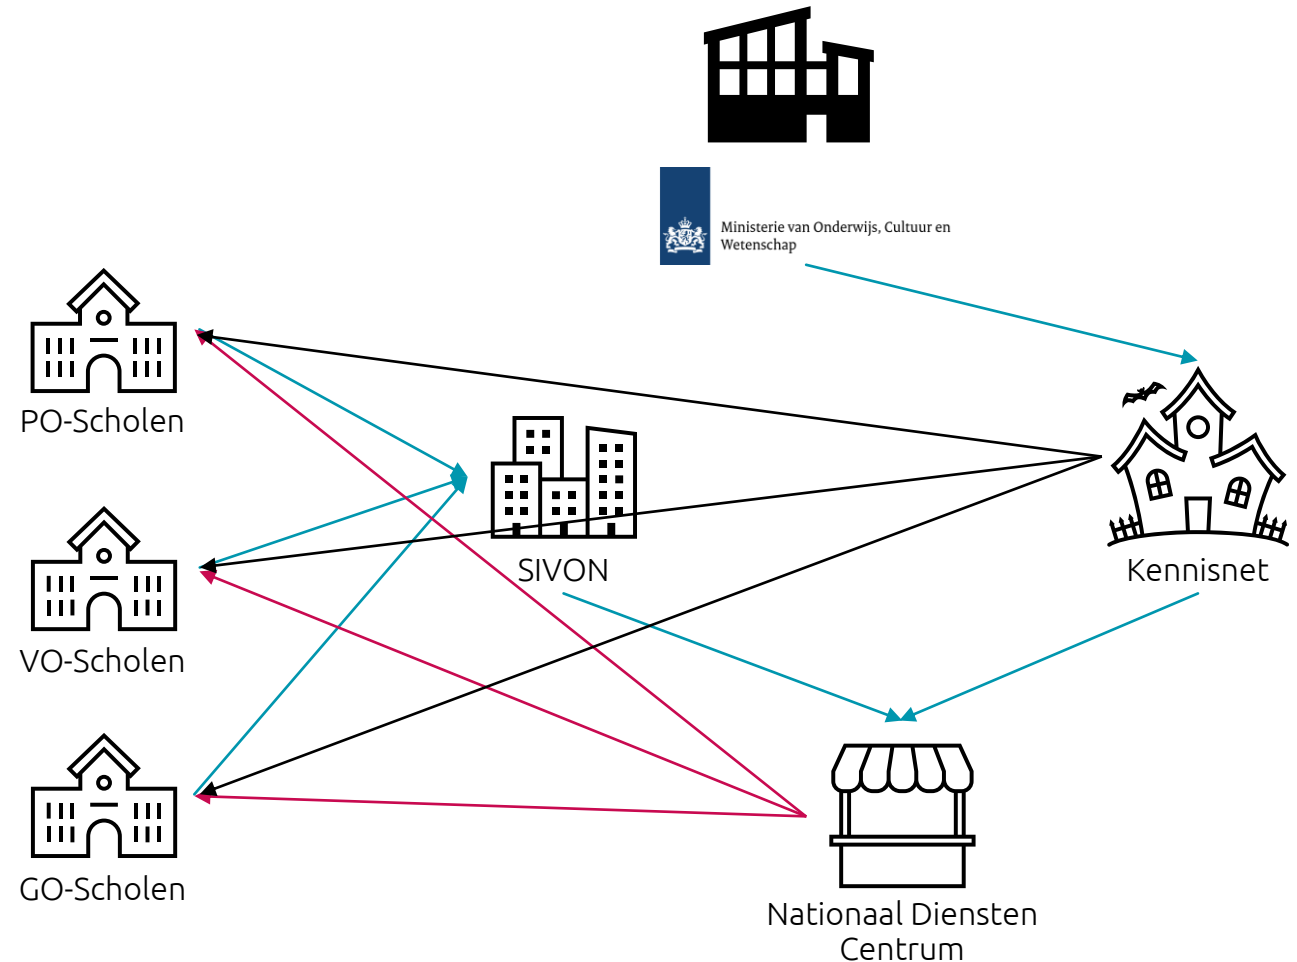 Ministerie van Onderwijs, Cultuur en
Wetenschap
PO-Scholen
SIVON
Kennisnet
VO-Scholen
GO-Scholen
Nationaal Diensten
Centrum